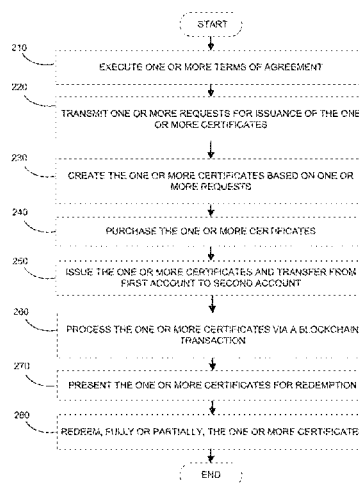 START
210
EXECUTE ONE OR MORE TERMS OF AGREEMENT
220
TRANSMIT ONE OR MORE REQUESTS FOR ISSUANCE OF THE ONE
OR MORE CERTIFICATES
230
CREATE THE ONE OR MORE CERTIFICATES BASED ON ONE OR
MORE REQUESTS
240
PURCHASE THE ONE OR MORE CERTIFICATES
250
ISSUE THE ONE OR MORE CERTIFICATES AND TRANSFER FROM
FIRST ACCOUNT TO SECOND ACCOUNT
260
PROCESS THE ONE OR MORE CERTIFICATES VIA A BLOCKCHAIN
TRANSACTION
270
PRESENT THE ONE OR MORE CERTIFICATES FOR REDEMPTION
280
REDEEM, FULLY OR PARTIALLY, THE ONE OR MORE CERTIFICATE
END